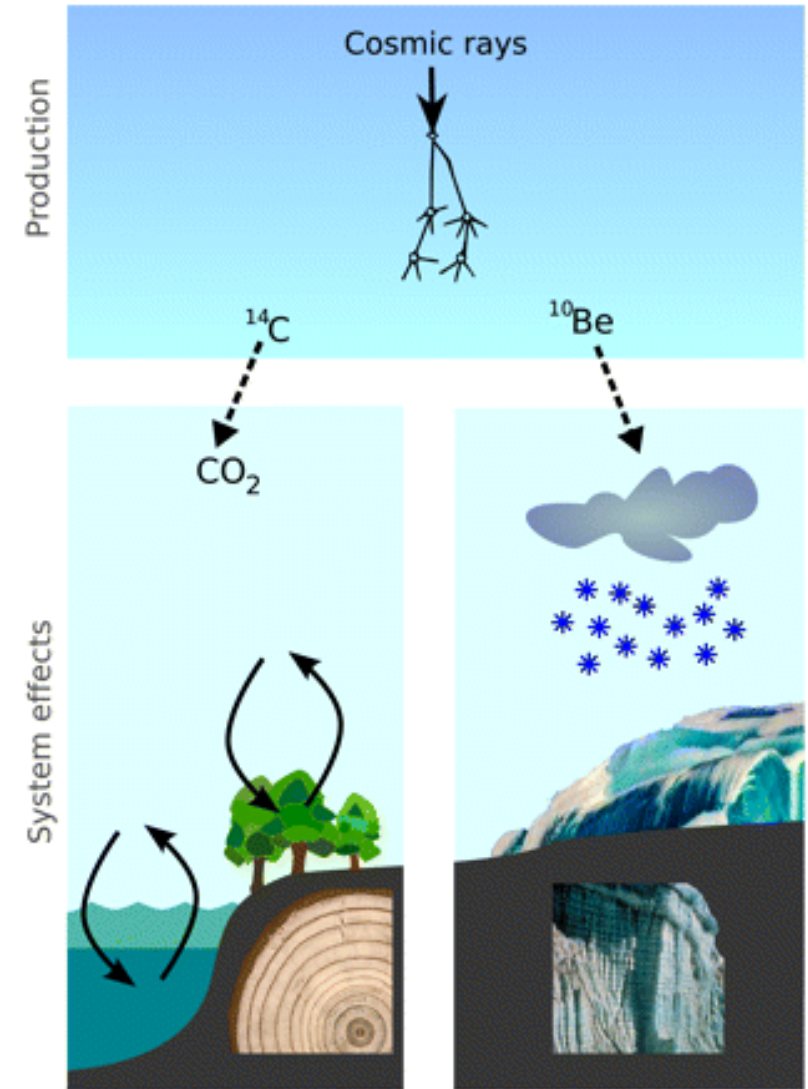 Cosmic rays
Production
¹⁴C
¹⁰Be
CO₂
System effects